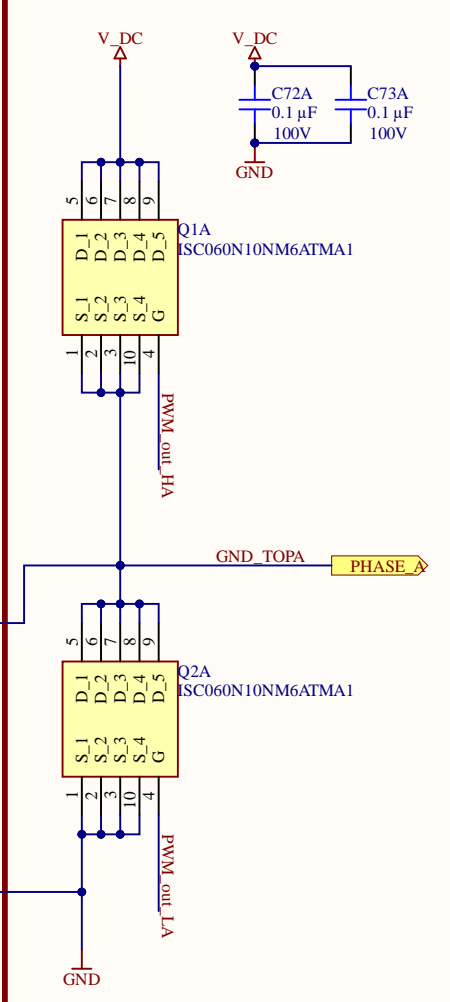 V_DC
V_DC
C72A
0.1 µF
100V
C73A
0.1 µF
100V
GND
5 6 7 8 9
Q1A
ISC060N10NM6ATMA1
D_1 D_2 D_3 D_4 D_5
S_1 S_2 S_3 S_4 G
1 2 3 10 4
PWM_out_HA
GND_TOPA
PHASE_A
5 6 7 8 9
Q2A
ISC060N10NM6ATMA1
D_1 D_2 D_3 D_4 D_5
S_1 S_2 S_3 S_4 G
1 2 3 10 4
PWM_out_LA
GND